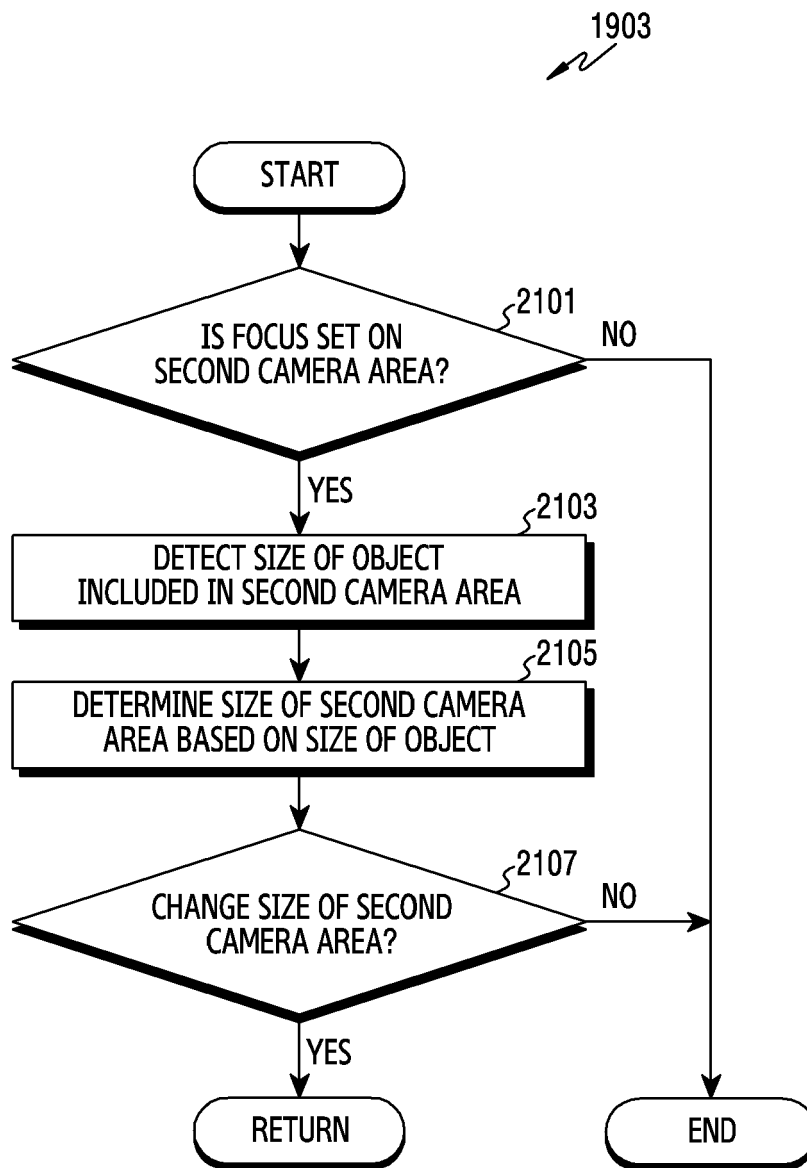 1903
START
2101
IS FOCUS SET ON
SECOND CAMERA AREA?
NO
YES
2103
DETECT SIZE OF OBJECT
INCLUDED IN SECOND CAMERA AREA
2105
DETERMINE SIZE OF SECOND CAMERA
AREA BASED ON SIZE OF OBJECT
2107
CHANGE SIZE OF SECOND
CAMERA AREA?
NO
YES
RETURN
END